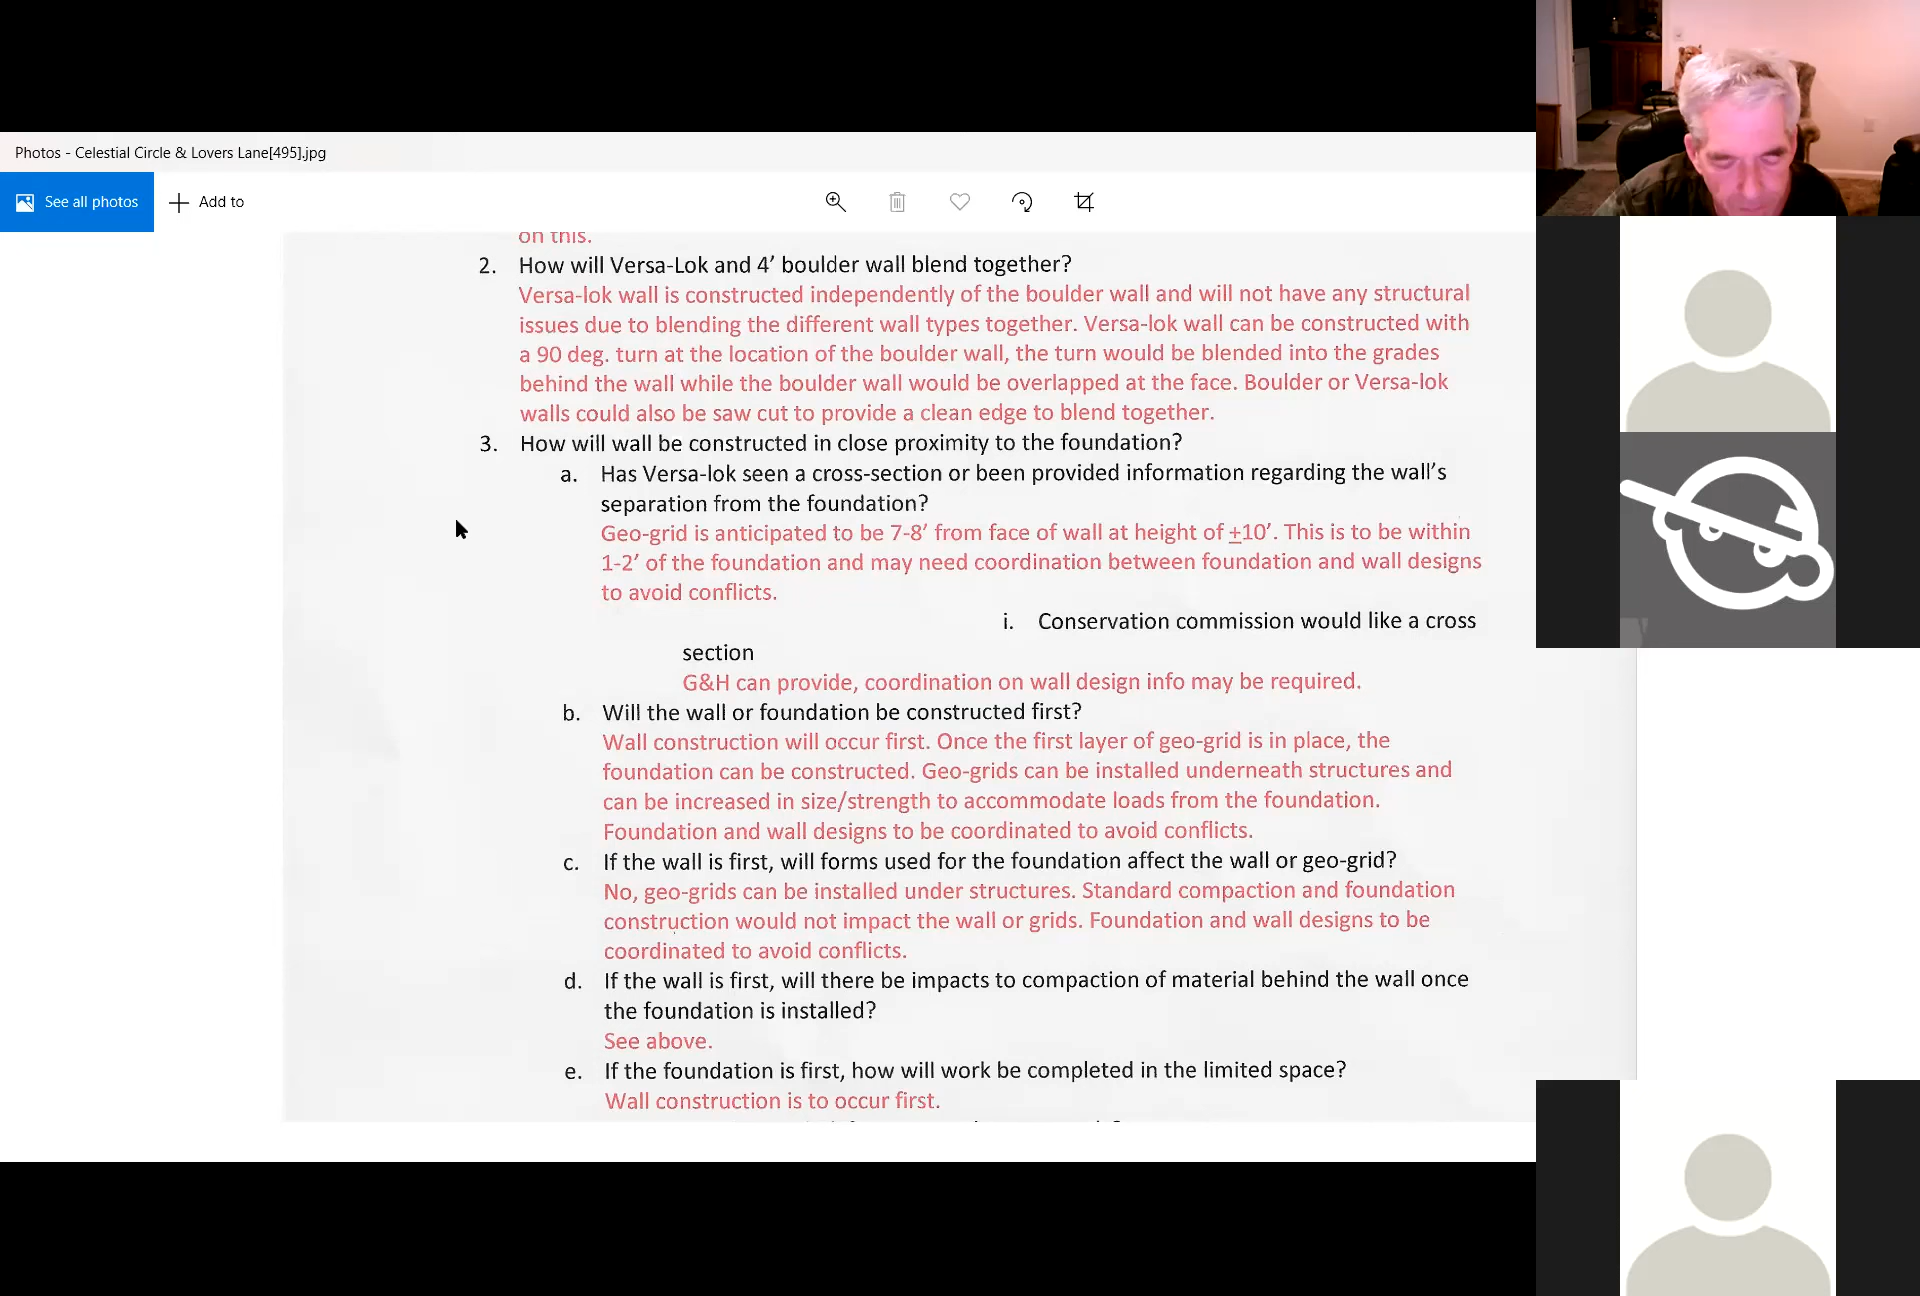 Photos - Celestial Circle & Lovers Lane[495].jpg
See all photos
Add to
on this.
2. How will Versa-Lok and 4’ boulder wall blend together?
Versa-lok wall is constructed independently of the boulder wall and will not have any structural
issues due to blending the different wall types together. Versa-lok wall can be constructed with
a 90 deg. turn at the location of the boulder wall, the turn would be blended into the grades
behind the wall while the boulder wall would be overlapped at the face. Boulder or Versa-lok
walls could also be saw cut to provide a clean edge to blend together.
3. How will wall be constructed in close proximity to the foundation?
a. Has Versa-lok seen a cross-section or been provided information regarding the wall’s
separation from the foundation?
Geo-grid is anticipated to be 7-8’ from face of wall at height of ±10’. This is to be within
1-2’ of the foundation and may need coordination between foundation and wall designs
to avoid conflicts.
i. Conservation commission would like a cross
section
G&H can provide, coordination on wall design info may be required.
b. Will the wall or foundation be constructed first?
Wall construction will occur first. Once the first layer of geo-grid is in place, the
foundation can be constructed. Geo-grids can be installed underneath structures and
can be increased in size/strength to accommodate loads from the foundation.
Foundation and wall designs to be coordinated to avoid conflicts.
c. If the wall is first, will forms used for the foundation affect the wall or geo-grid?
No, geo-grids can be installed under structures. Standard compaction and foundation
construction would not impact the wall or grids. Foundation and wall designs to be
coordinated to avoid conflicts.
d. If the wall is first, will there be impacts to compaction of material behind the wall once
the foundation is installed?
See above.
e. If the foundation is first, how will work be completed in the limited space?
Wall construction is to occur first.